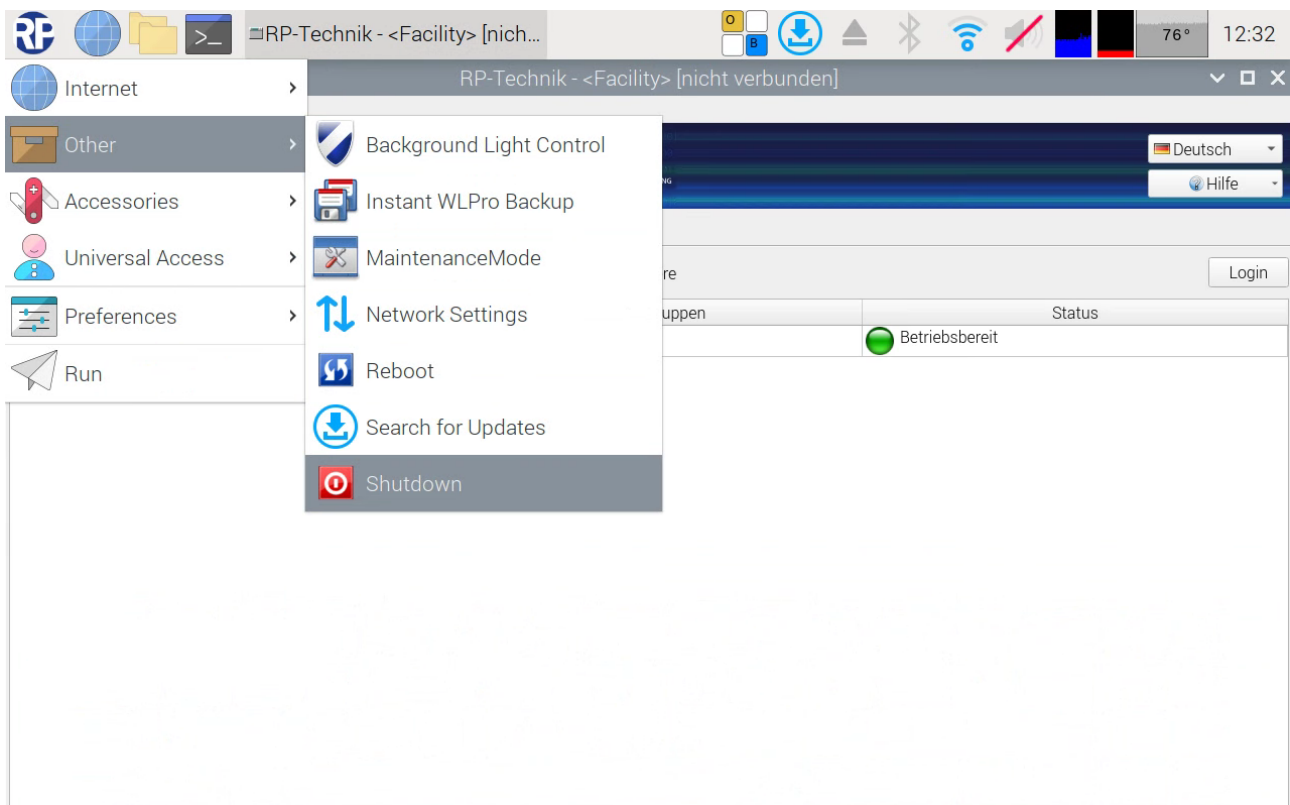 RP
>_
RP-Technik - <Facility> [nich...
O
B
76°
12:32
RP-Technik - <Facility> [nicht verbunden]
Internet
Other
Accessories
Universal Access
Preferences
Run
Background Light Control
Instant WLPro Backup
MaintenanceMode
Network Settings
Reboot
Search for Updates
Shutdown
Deutsch
NG
Hilfe
re
Login
uppen
Status
Betriebsbereit